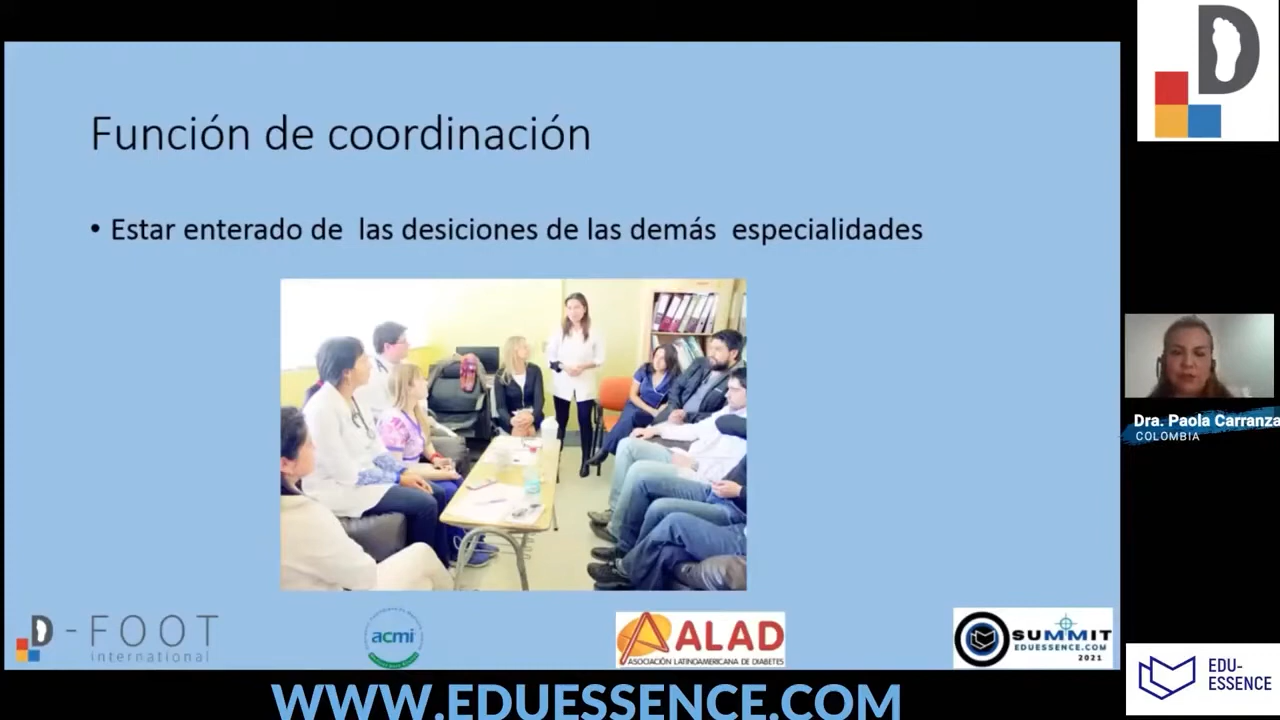 D
Función de coordinación
• Estar enterado de las desiciones de las demás especialidades
Dra. Paola Carranza
COLOMBIA
D-FOOT
international
acmi
ALAD
ASOCIACIÓN LATINOAMERICANA DE DIABETES
SUMMIT
EDUESSENCE.COM
2021
EDU-
ESSENCE
WWW.EDUESSENCE.COM